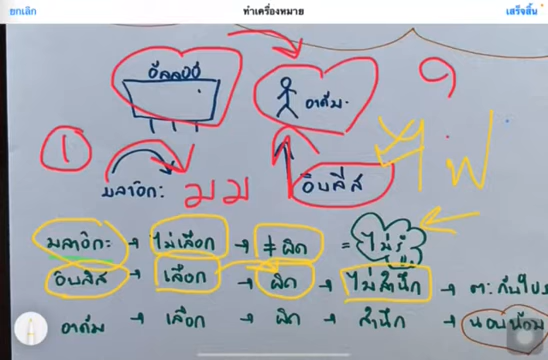 ยกเลิก ทำเครื่องหมาย เสร็จสิ้น
อัลลอฮ์
อาดัม
1
มลาอิกะ มม อิบลีส ไฟ
มลาอิกะ → ไม่เลือก → ≠ ผิด = ไม่รู้
อิบลีส → เลือก → ผิด → ไม่สำนึก →
อาดัม → เลือก → ผิด → สำนึก → นอบน้อม